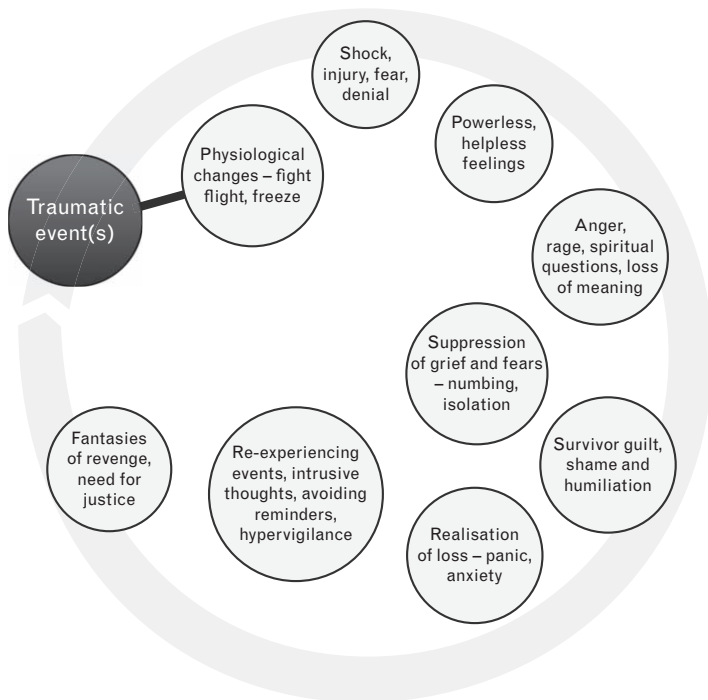 Traumatic
event(s)
Physiological
changes – fight
flight, freeze
Shock,
injury, fear,
denial
Powerless,
helpless
feelings
Anger,
rage, spiritual
questions, loss
of meaning
Suppression
of grief and fears
– numbing,
isolation
Survivor guilt,
shame and
humiliation
Realisation
of loss – panic,
anxiety
Re-experiencing
events, intrusive
thoughts, avoiding
reminders,
hypervigilance
Fantasies
of revenge,
need for
justice